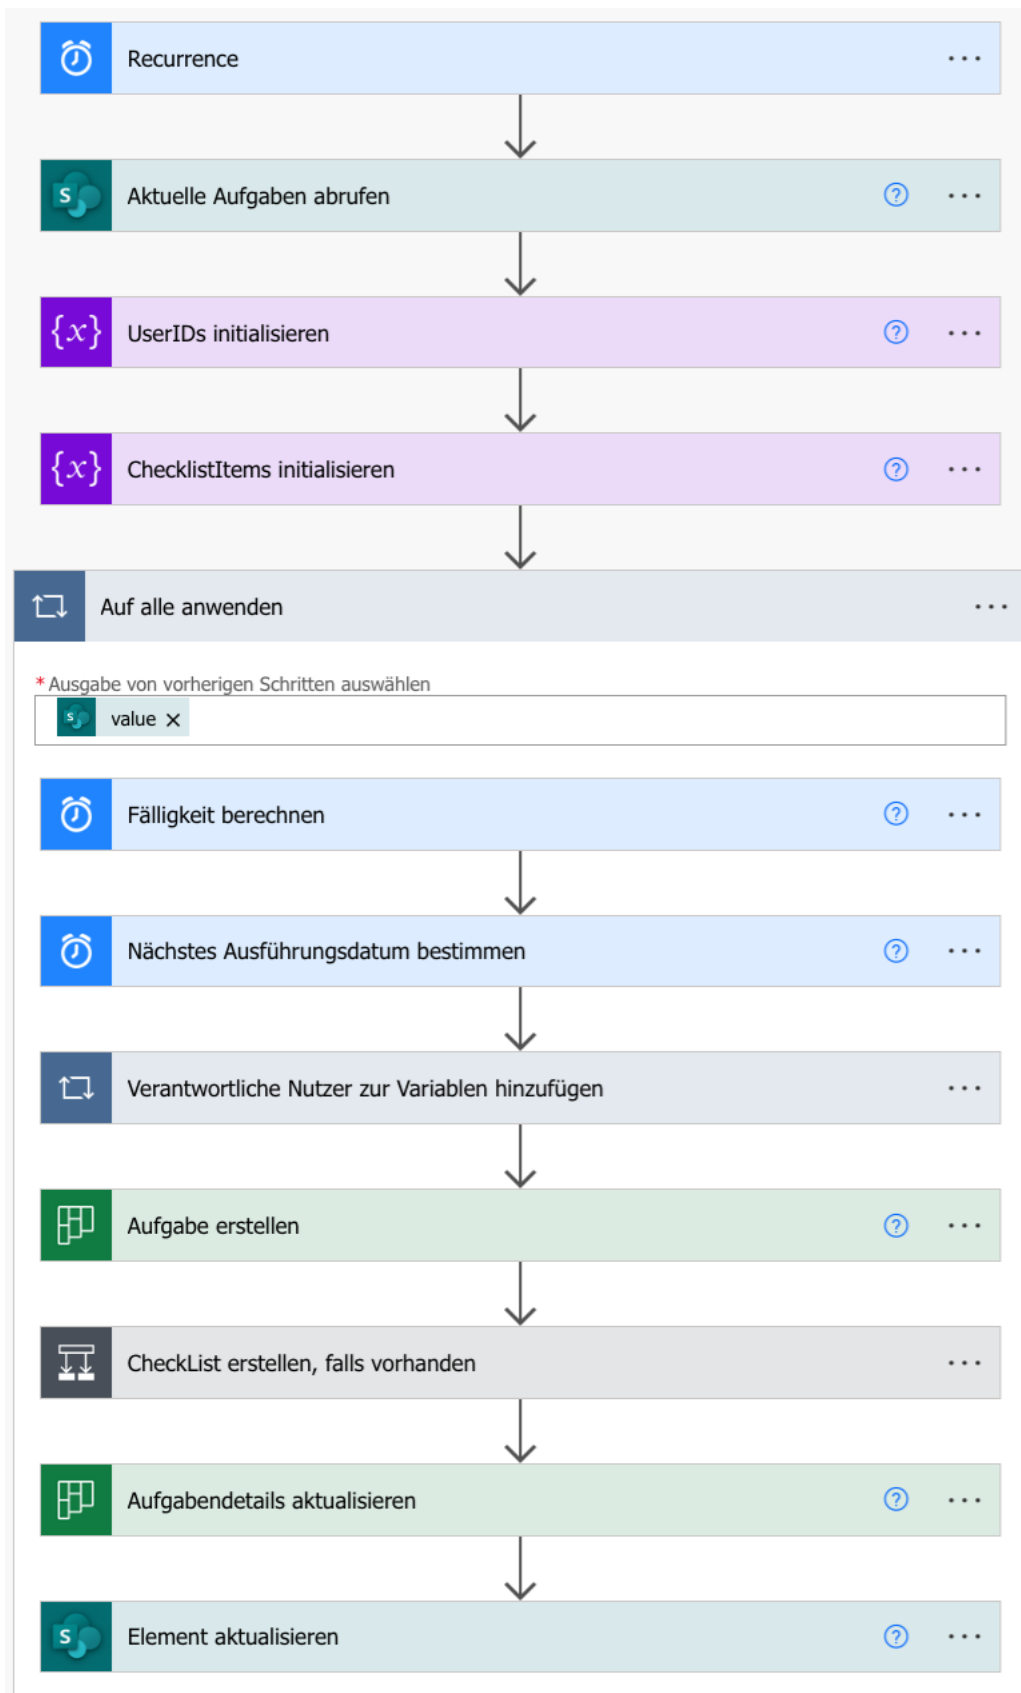 Recurrence
Aktuelle Aufgaben abrufen
{x} UserIDs initialisieren
{x} ChecklistItems initialisieren
Auf alle anwenden
* Ausgabe von vorherigen Schritten auswählen
value ×
Fälligkeit berechnen
Nächstes Ausführungsdatum bestimmen
Verantwortliche Nutzer zur Variablen hinzufügen
Aufgabe erstellen
CheckList erstellen, falls vorhanden
Aufgabendetails aktualisieren
Element aktualisieren